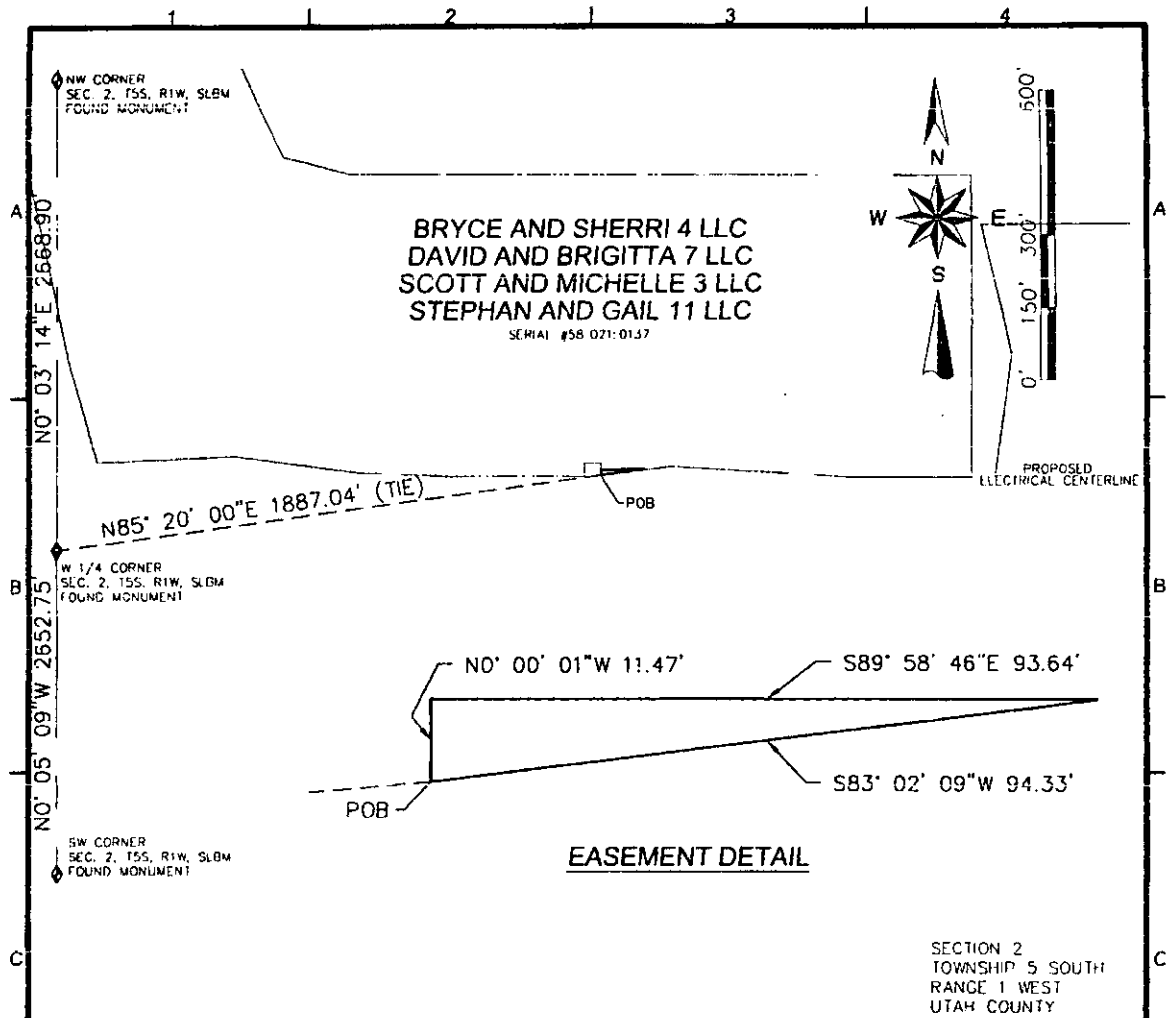 1 2 3 4
NW CORNER
SEC. 2, T5S, R1W, SLBM
FOUND MONUMENT
600'
300'
150'
0'
N
W E
S
A A
BRYCE AND SHERRI 4 LLC
DAVID AND BRIGITTA 7 LLC
SCOTT AND MICHELLE 3 LLC
STEPHAN AND GAIL 11 LLC
SERIAL #58:021:0137
N0° 03' 14"E 2668.90'
PROPOSED
ELECTRICAL CENTERLINE
N85° 20' 00"E 1887.04' (TIE)
POB
W 1/4 CORNER
SEC. 2, T5S, R1W, SLBM
FOUND MONUMENT
B B
N0° 05' 09"W 2652.75'
N0° 00' 01"W 11.47'
S89° 58' 46"E 93.64'
S83° 02' 09"W 94.33'
POB
SW CORNER
SEC. 2, T5S, R1W, SLBM
FOUND MONUMENT
EASEMENT DETAIL
C C
SECTION 2
TOWNSHIP 5 SOUTH
RANGE 1 WEST
UTAH COUNTY